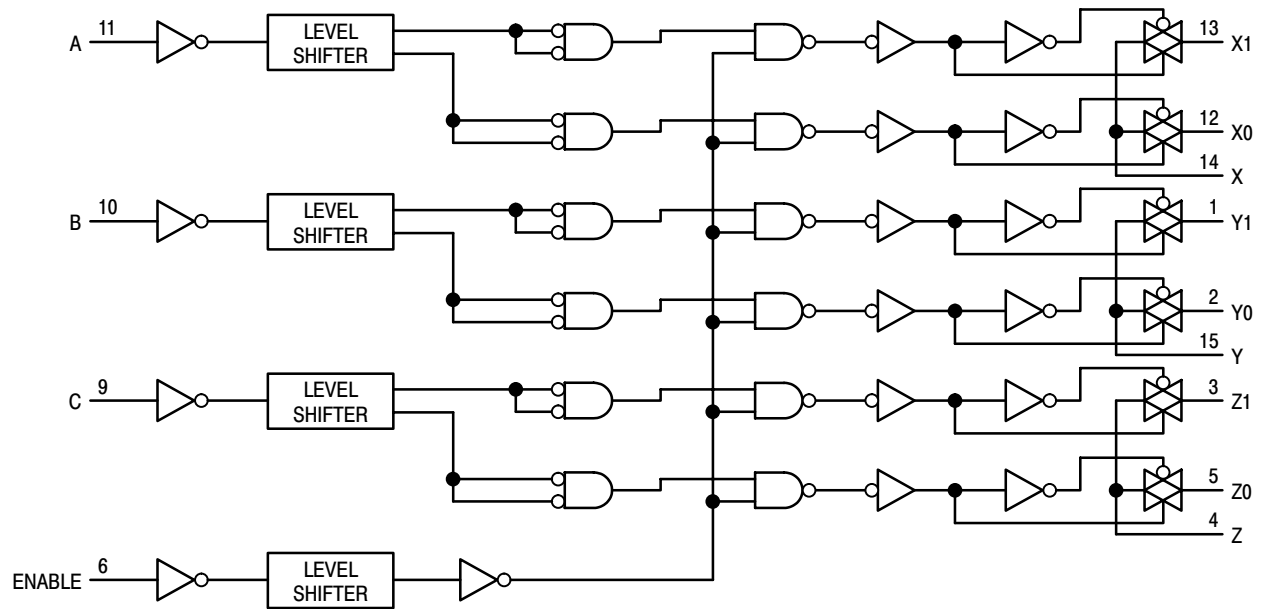 A 11
LEVEL
SHIFTER
13 X1
12 X0
14 X
B 10
LEVEL
SHIFTER
1 Y1
2 Y0
15 Y
C 9
LEVEL
SHIFTER
3 Z1
5 Z0
4 Z
ENABLE 6
LEVEL
SHIFTER